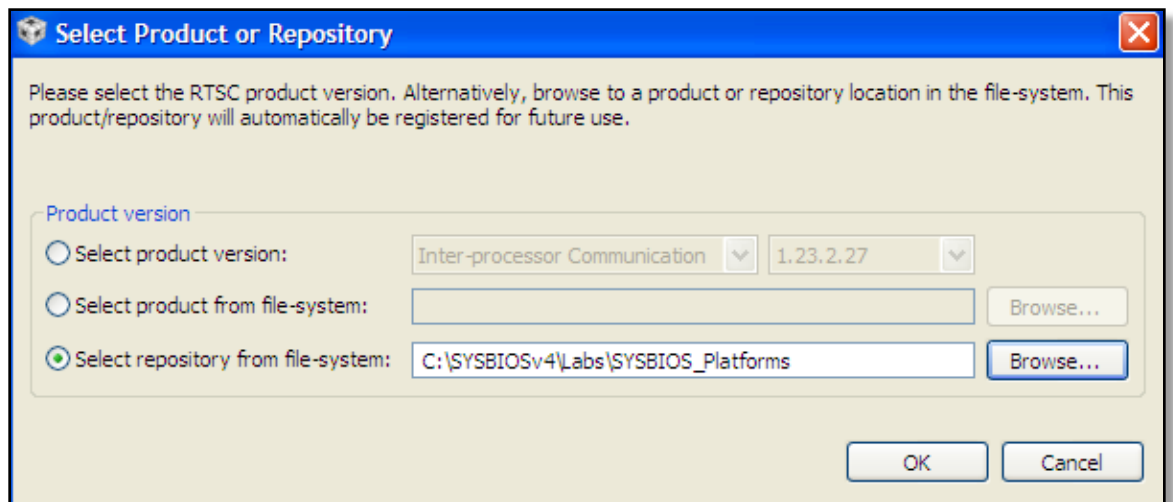 Select Product or Repository
Please select the RTSC product version. Alternatively, browse to a product or repository location in the file-system. This
product/repository will automatically be registered for future use.
Product version
Select product version: Inter-processor Communication 1.23.2.27
Select product from file-system: Browse...
Select repository from file-system: C:\SYSBIOSv4\Labs\SYSBIOS_Platforms Browse...
OK Cancel